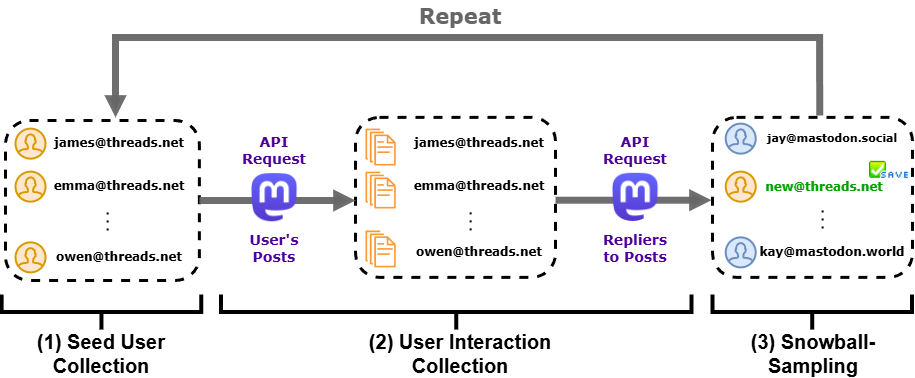 Repeat
james@threads.net
emma@threads.net
⋮
owen@threads.net
API
Request
m
User's
Posts
james@threads.net
emma@threads.net
⋮
owen@threads.net
API
Request
m
Repliers
to Posts
jay@mastodon.social
SAVE
new@threads.net
⋮
kay@mastodon.world
(1) Seed User
Collection
(2) User Interaction
Collection
(3) Snowball-
Sampling